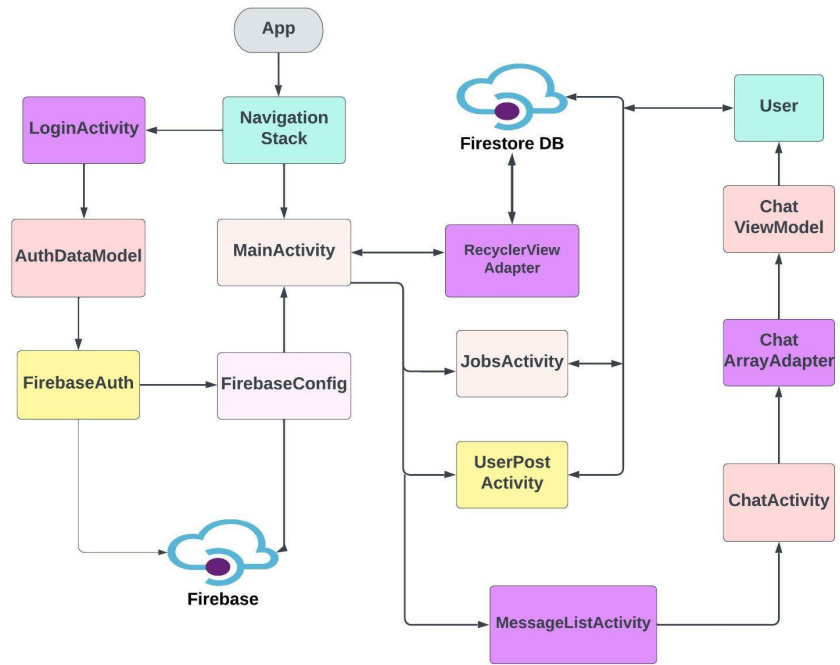 App
LoginActivity
Navigation
Stack
Firestore DB
User
AuthDataModel
MainActivity
RecyclerView
Adapter
Chat
ViewModel
FirebaseAuth
FirebaseConfig
JobsActivity
Chat
ArrayAdapter
UserPost
Activity
ChatActivity
Firebase
MessageListActivity